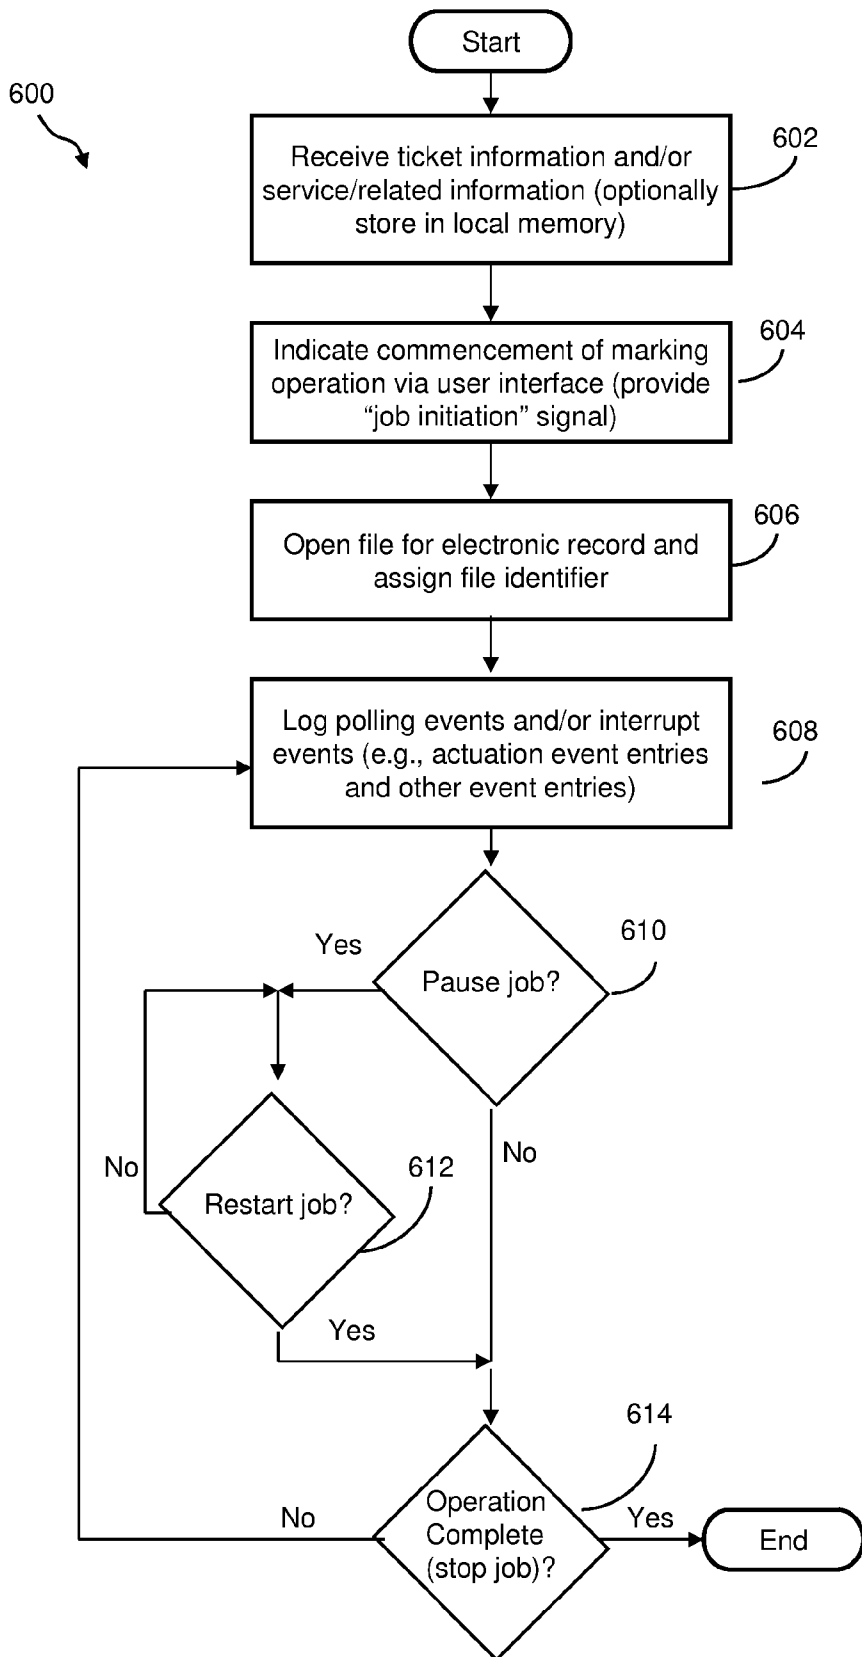 Start
600
602
Receive ticket information and/or
service/related information (optionally
store in local memory)
604
Indicate commencement of marking
operation via user interface (provide
“job initiation” signal)
606
Open file for electronic record and
assign file identifier
608
Log polling events and/or interrupt
events (e.g., actuation event entries
and other event entries)
610
Yes
Pause job?
No
No
612
Restart job?
Yes
614
Operation
Complete
(stop job)?
No
Yes
End